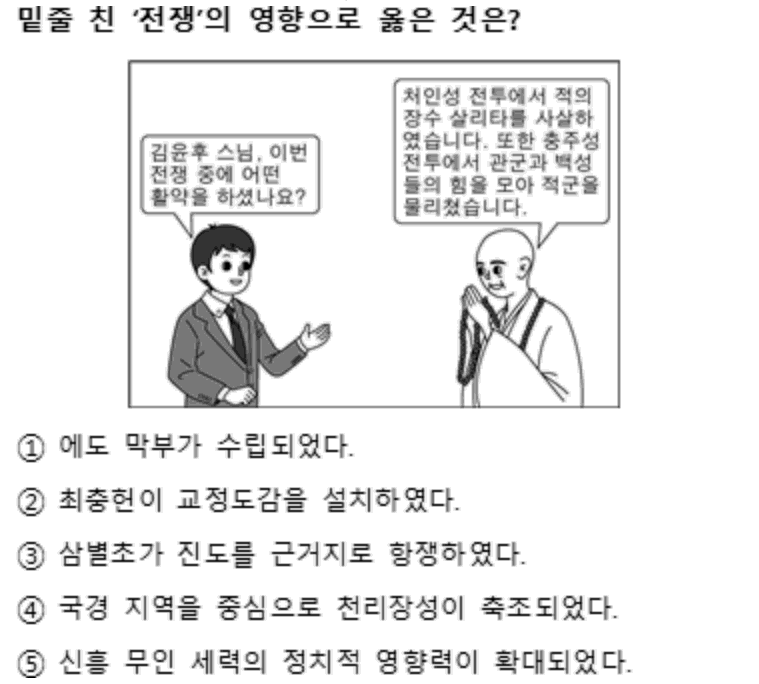 밑줄 친 '전쟁'의 영향으로 옳은 것은?
김윤후 스님, 이번
전쟁 중에 어떤
활약을 하셨나요?
처인성 전투에서 적의
장수 살리타를 사살하
였습니다. 또한 충주성
전투에서 관군과 백성
들의 힘을 모아 적군을
물리쳤습니다.
① 에도 막부가 수립되었다.
② 최충헌이 교정도감을 설치하였다.
③ 삼별초가 진도를 근거지로 항쟁하였다.
④ 국경 지역을 중심으로 천리장성이 축조되었다.
⑤ 신흥 무인 세력의 정치적 영향력이 확대되었다.